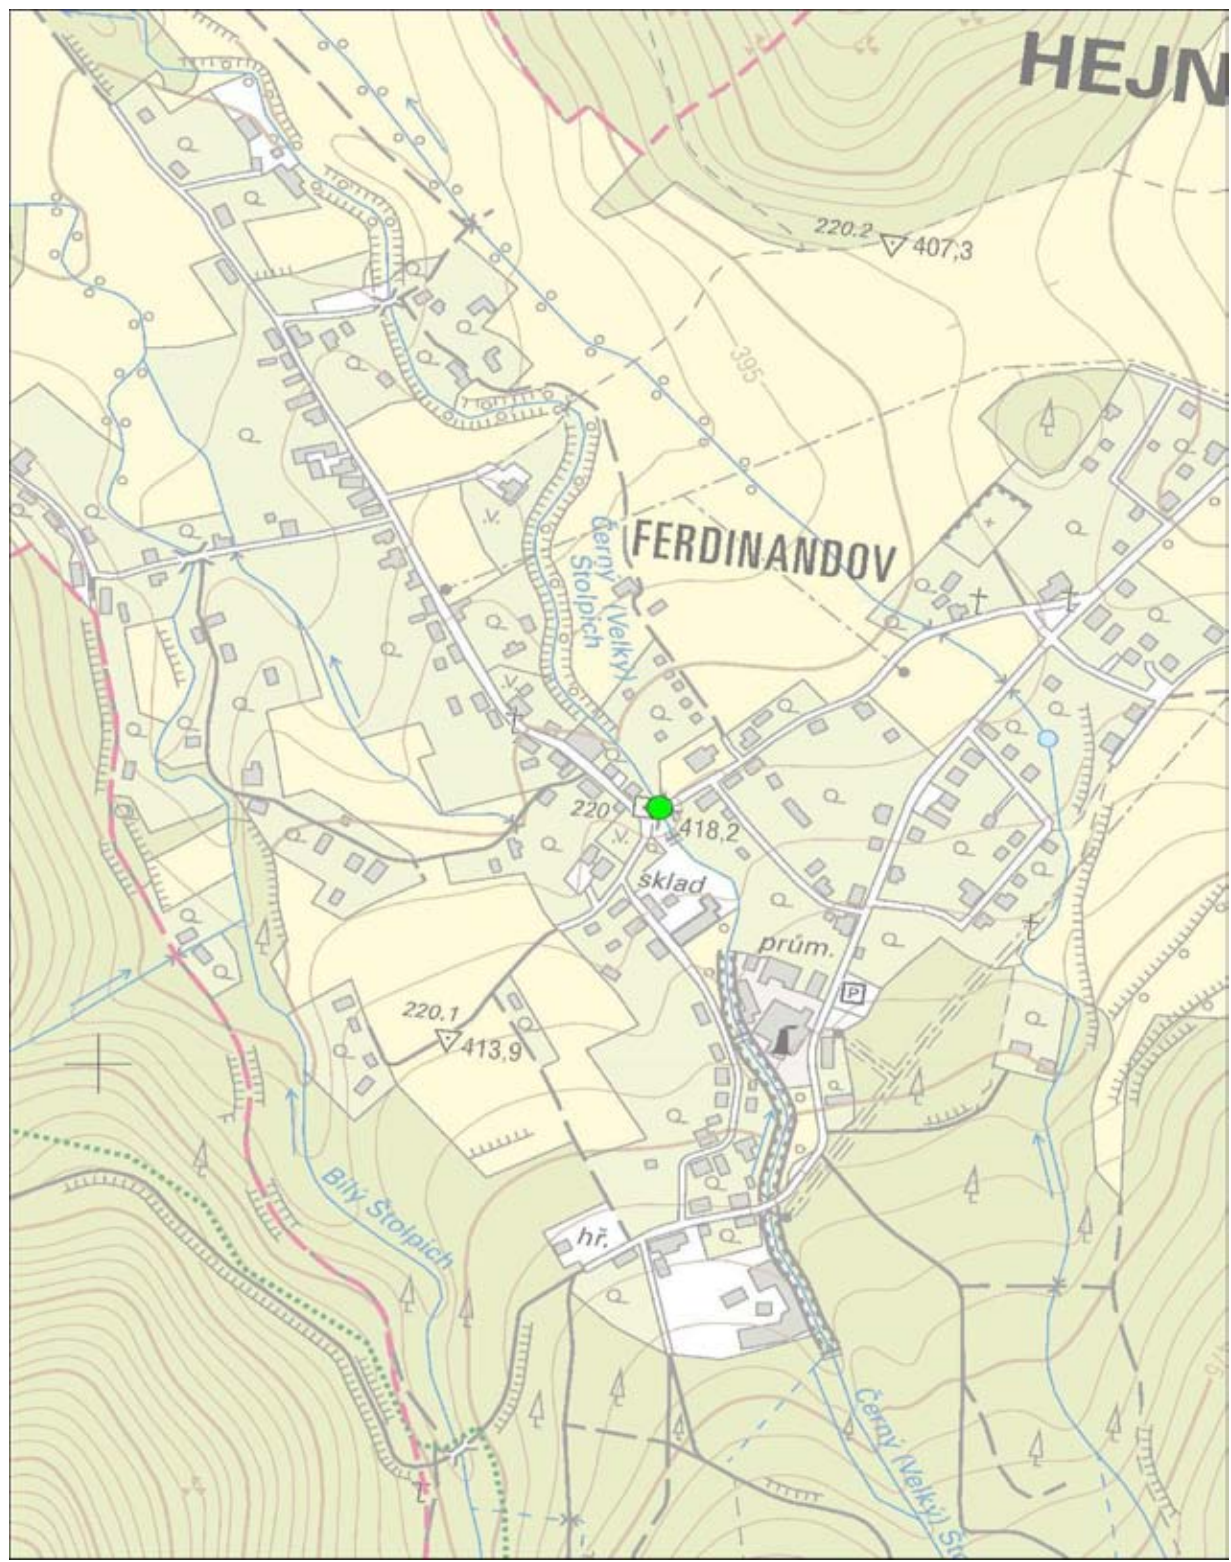 HEJN
220.2
407,3
395
Černý (Velký)
Štolpich
FERDINANDOV
220
418,2
sklad
prům.
P
220.1
413,9
Bílý Štolpich
hř.
Černý (Velký) Što